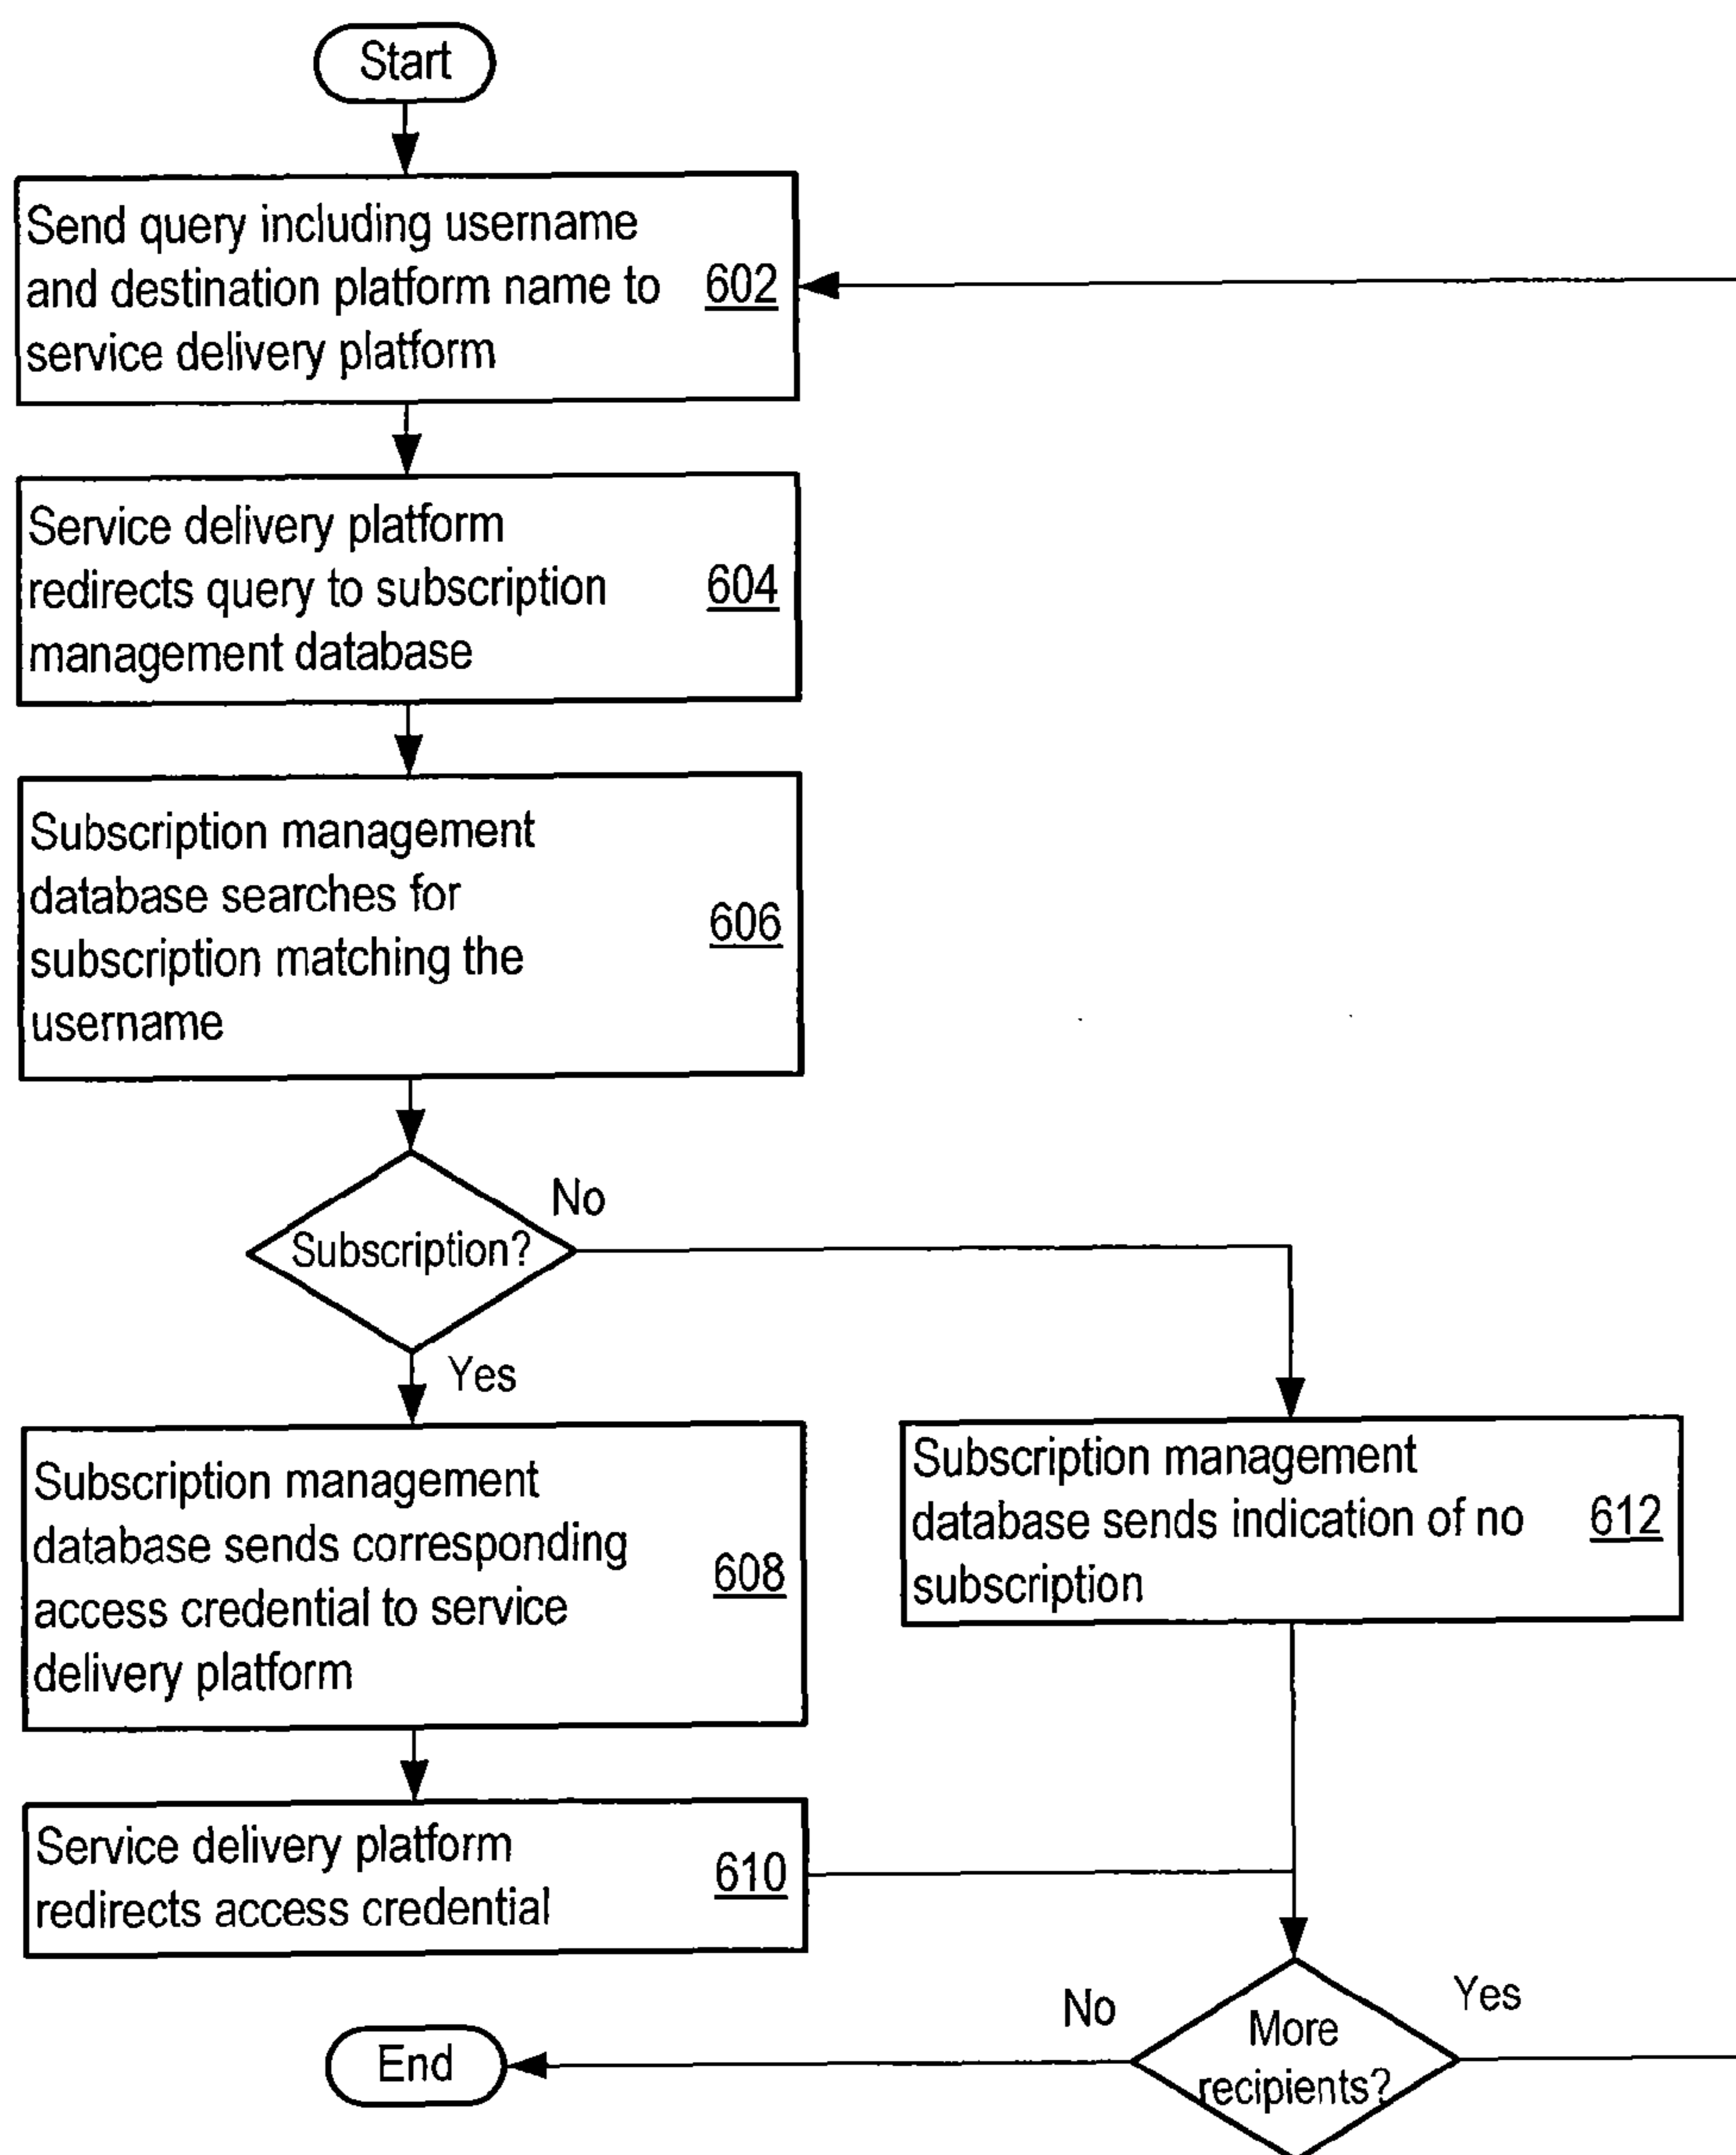 Start
Send query including username
and destination platform name to
service delivery platform
602
Service delivery platform
redirects query to subscription
management database
604
Subscription management
database searches for
subscription matching the
username
606
Subscription?
No
Yes
Subscription management
database sends corresponding
access credential to service
delivery platform
608
Subscription management
database sends indication of no
subscription
612
Service delivery platform
redirects access credential
610
More
recipients?
No
Yes
End